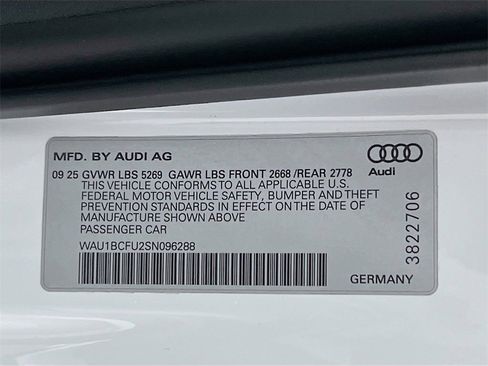 MFD. BY AUDI AG
09 25 GVWR LBS 5269 GAWR LBS FRONT 2668 /REAR 2778
THIS VEHICLE CONFORMS TO ALL APPLICABLE U.S.
FEDERAL MOTOR VEHICLE SAFETY, BUMPER AND THEFT
PREVENTION STANDARDS IN EFFECT ON THE DATE OF
MANUFACTURE SHOWN ABOVE
PASSENGER CAR
WAU1BCFU2SN096288
Audi
3822706
GERMANY